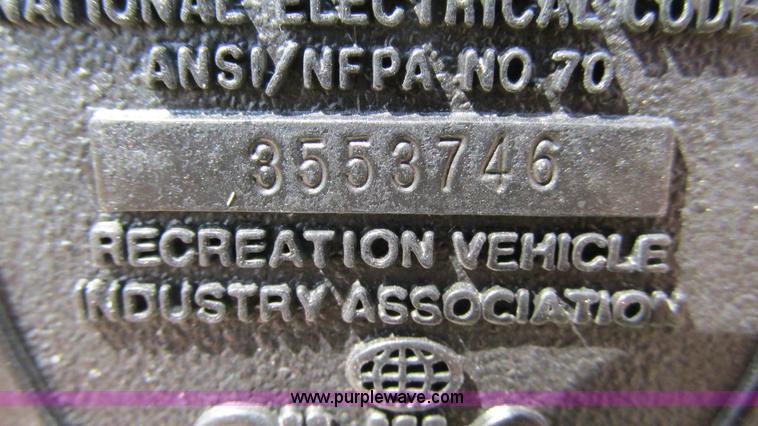 NATIONAL ELECTRICAL CODE
ANSI/NFPA NO. 70
3553746
RECREATION VEHICLE
INDUSTRY ASSOCIATION
www.purplewave.com